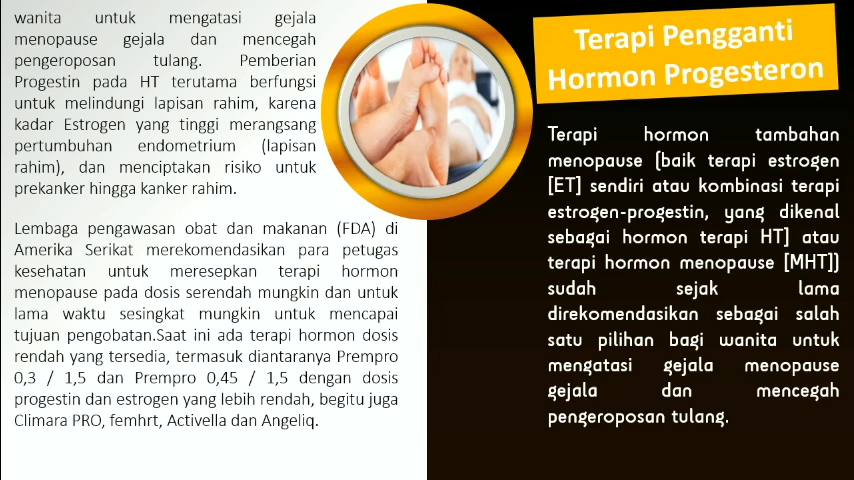 wanita untuk mengatasi gejala
menopause gejala dan mencegah
pengeroposan tulang. Pemberian
Progestin pada HT terutama berfungsi
untuk melindungi lapisan rahim, karena
kadar Estrogen yang tinggi merangsang
pertumbuhan endometrium (lapisan
rahim), dan menciptakan risiko untuk
prekanker hingga kanker rahim.
Lembaga pengawasan obat dan makanan (FDA) di
Amerika Serikat merekomendasikan para petugas
kesehatan untuk meresepkan terapi hormon
menopause pada dosis serendah mungkin dan untuk
lama waktu sesingkat mungkin untuk mencapai
tujuan pengobatan.Saat ini ada terapi hormon dosis
rendah yang tersedia, termasuk diantaranya Prempro
0,3 / 1,5 dan Prempro 0,45 / 1,5 dengan dosis
progestin dan estrogen yang lebih rendah, begitu juga
Climara PRO, femhrt, Activella dan Angeliq.
Terapi Pengganti
Hormon Progesteron
Terapi hormon tambahan
menopause (baik terapi estrogen
[ET] sendiri atau kombinasi terapi
estrogen-progestin, yang dikenal
sebagai hormon terapi HT] atau
terapi hormon menopause [MHT])
sudah sejak lama
direkomendasikan sebagai salah
satu pilihan bagi wanita untuk
mengatasi gejala menopause
gejala dan mencegah
pengeroposan tulang.